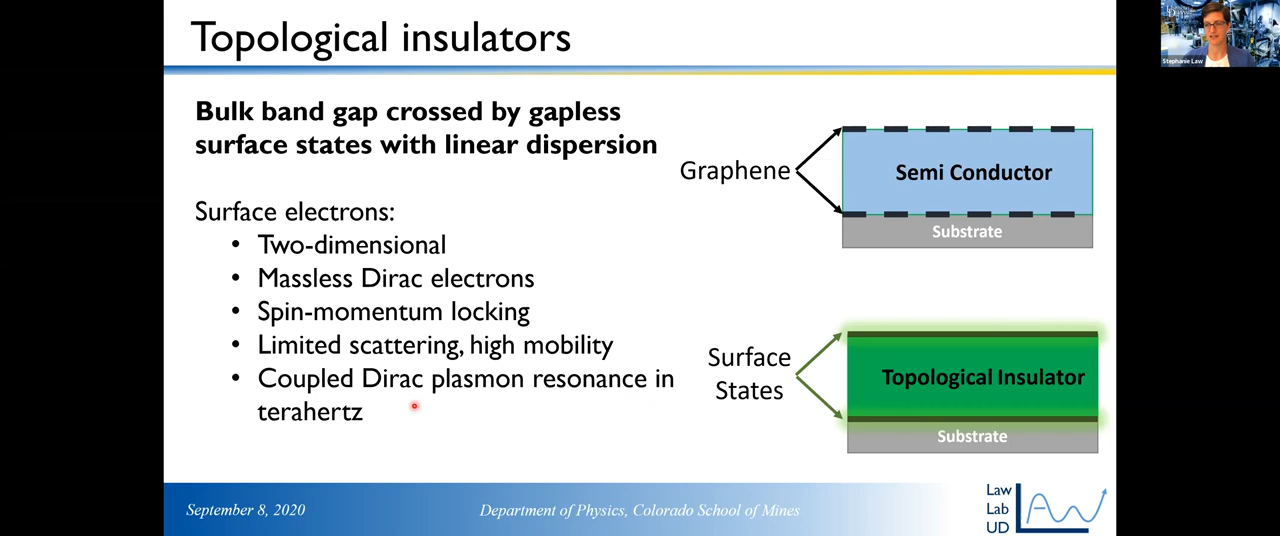 Topological insulators
Stephanie Law
Bulk band gap crossed by gapless
surface states with linear dispersion
Surface electrons:
• Two-dimensional
• Massless Dirac electrons
• Spin-momentum locking
• Limited scattering, high mobility
• Coupled Dirac plasmon resonance in
terahertz
Graphene
Semi Conductor
Substrate
Surface
States
Topological Insulator
Substrate
September 8, 2020
Department of Physics, Colorado School of Mines
Law
Lab
UD